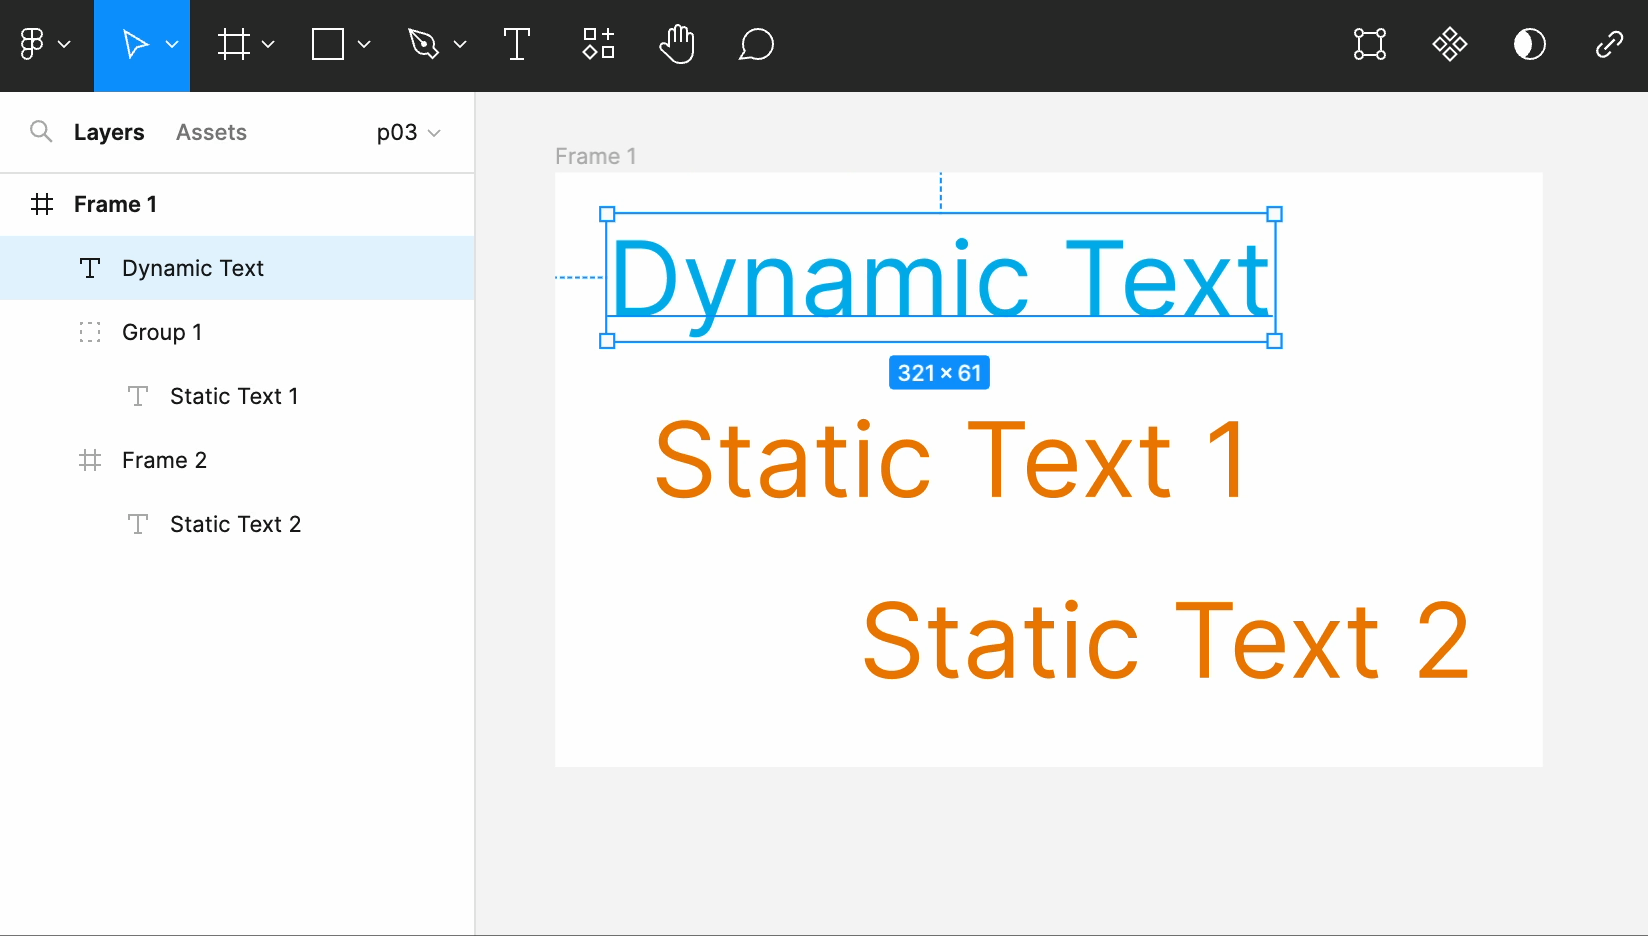 Layers Assets p03
Frame 1
Dynamic Text
Group 1
Static Text 1
Frame 2
Static Text 2
Frame 1
Dynamic Text
321 × 61
Static Text 1
Static Text 2